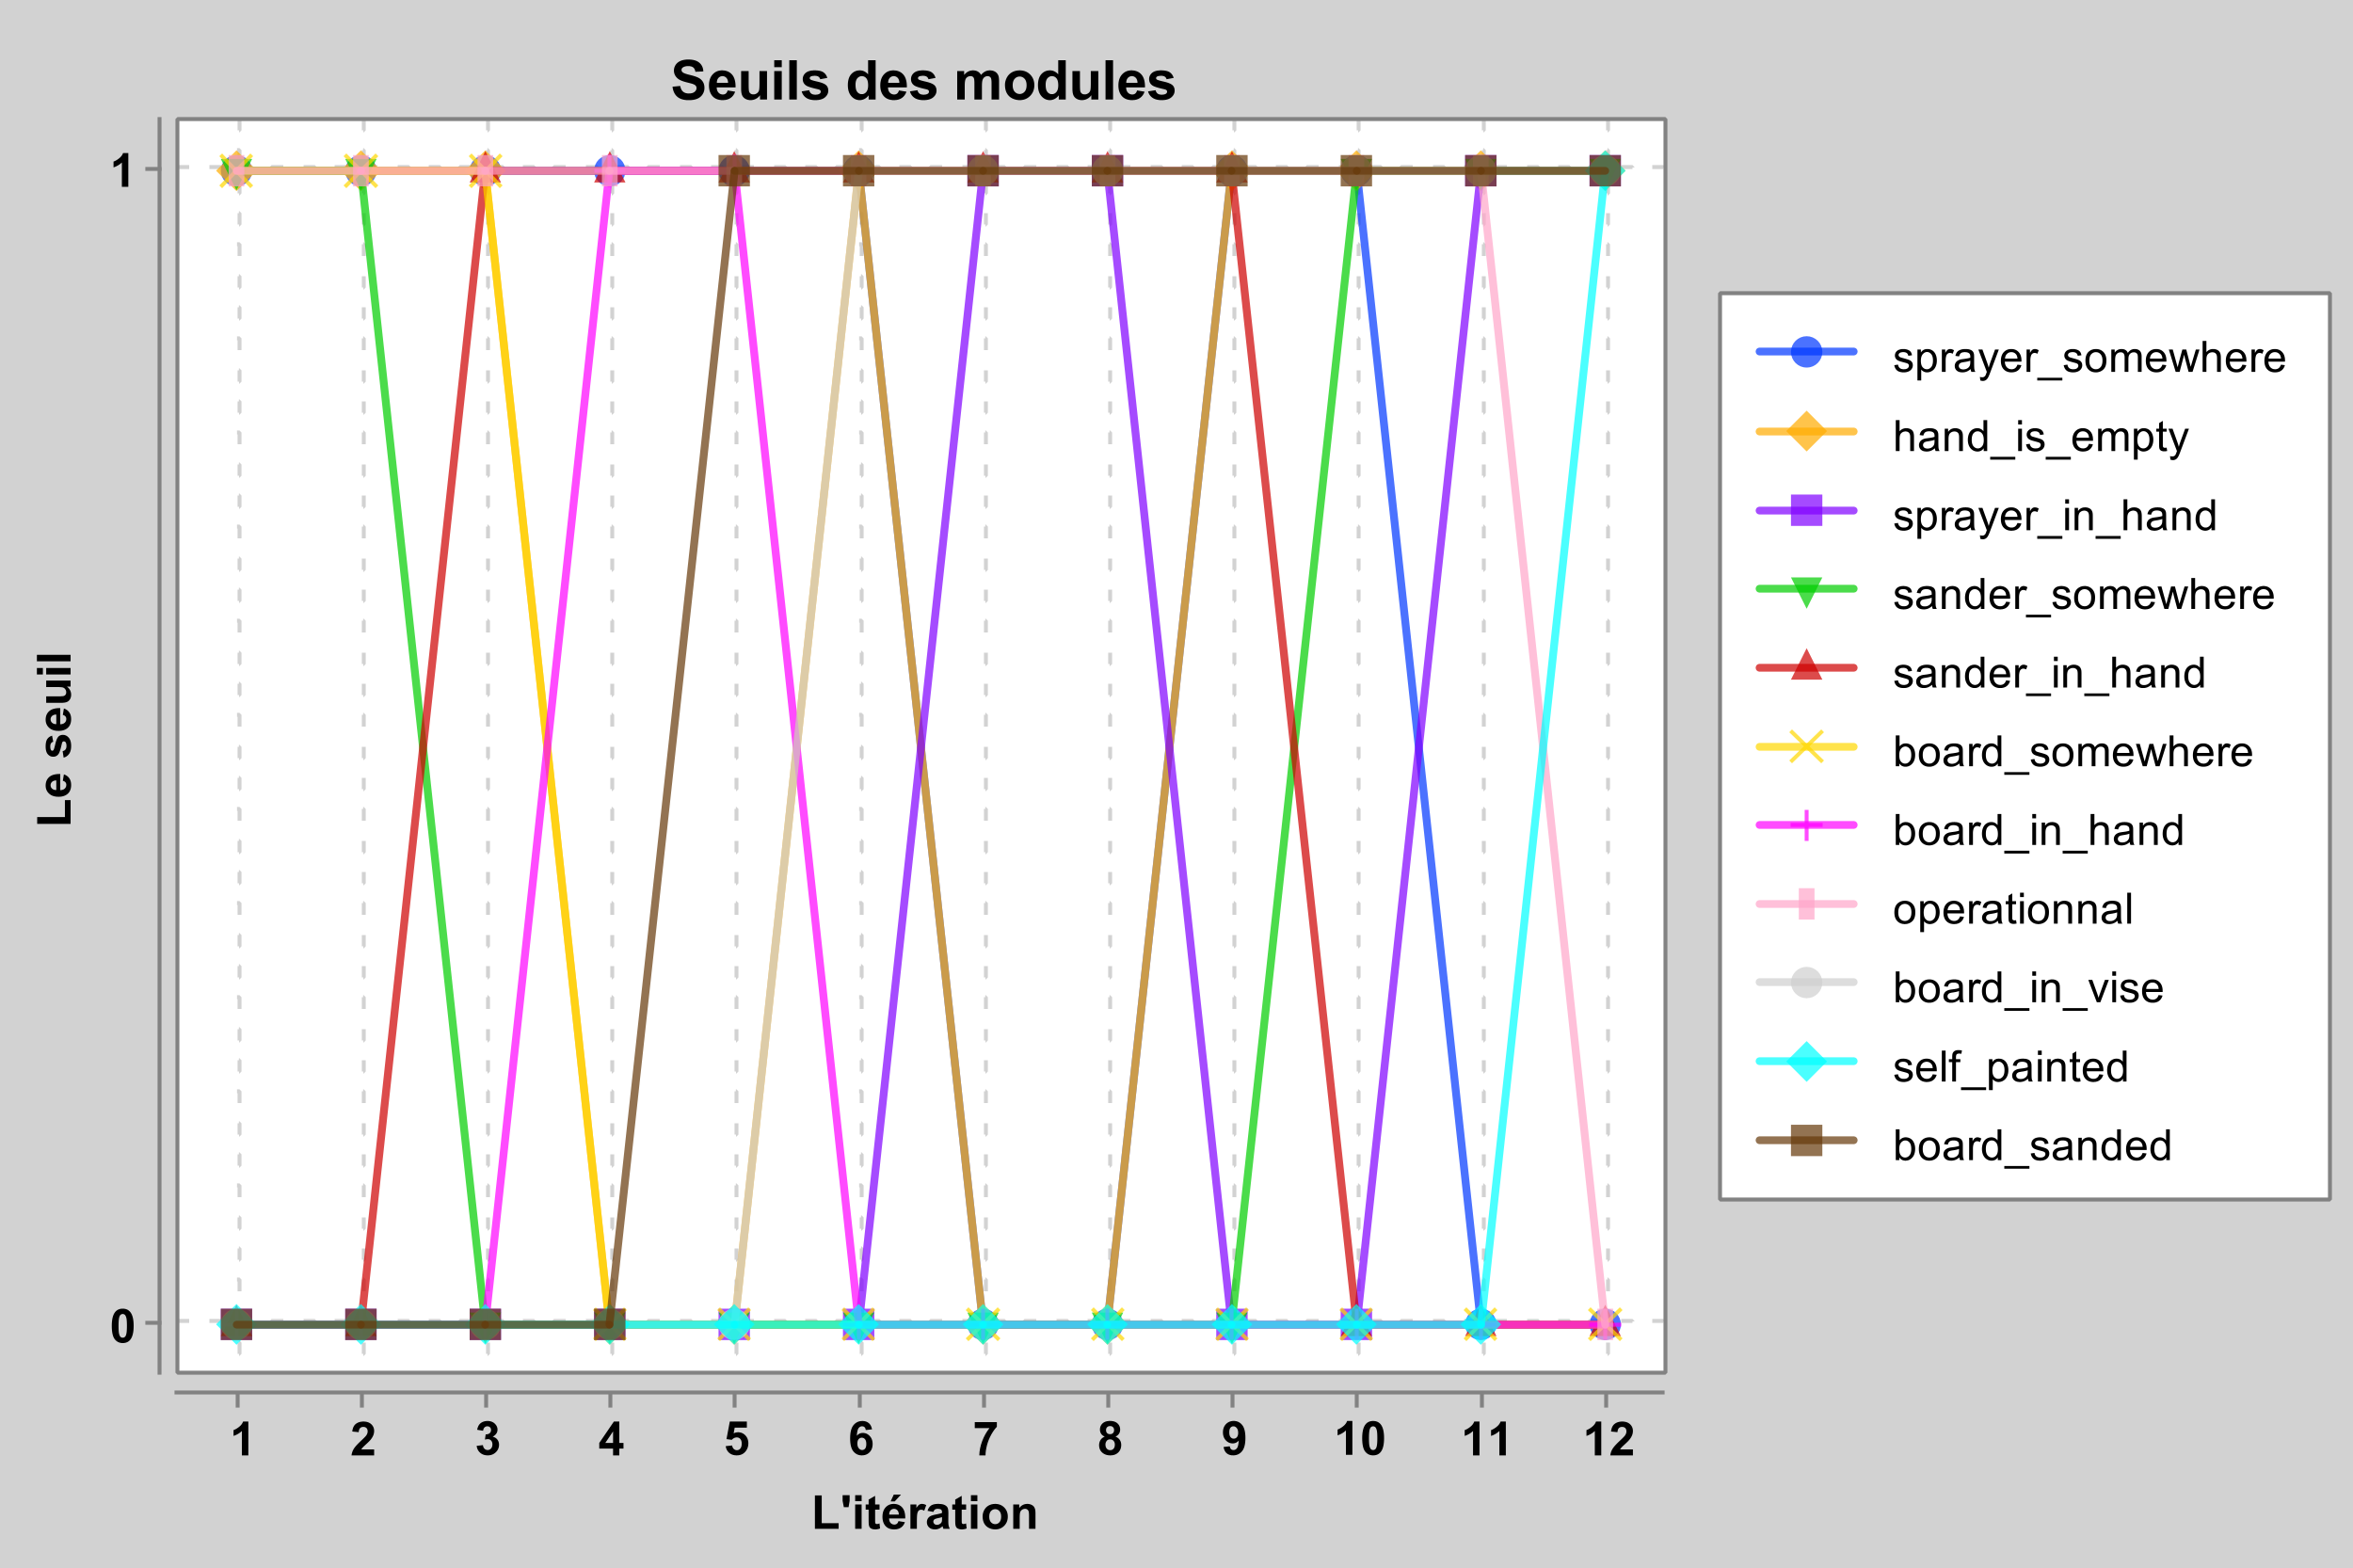 Seuils des modules
1
0
Le seuil
1 2 3 4 5 6 7 8 9 10 11 12
L'itération
sprayer_somewhere
hand_is_empty
sprayer_in_hand
sander_somewhere
sander_in_hand
board_somewhere
board_in_hand
operationnal
board_in_vise
self_painted
board_sanded